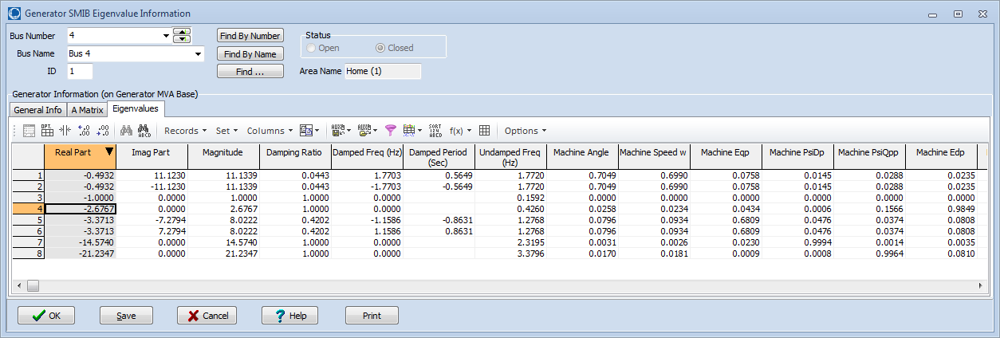 Generator SMIB Eigenvalue Information
Bus Number 4 Find By Number Status
Open Closed
Bus Name Bus 4 Find By Name
ID 1 Find ... Area Name Home (1)
Generator Information (on Generator MVA Base)
General Info A Matrix Eigenvalues
Records Set Columns SORT 124 ABCD f(x) Options
Real Part Imag Part Magnitude Damping Ratio Damped Freq (Hz) Damped Period (Sec) Undamped Freq (Hz) Machine Angle Machine Speed w Machine Eqp Machine PsiDp Machine PsiQpp Machine Edp
1 -0.4932 11.1230 11.1339 0.0443 1.7703 0.5649 1.7720 0.7049 0.6990 0.0758 0.0145 0.0288 0.0235
2 -0.4932 -11.1230 11.1339 0.0443 -1.7703 -0.5649 1.7720 0.7049 0.6990 0.0758 0.0145 0.0288 0.0235
3 -1.0000 0.0000 1.0000 1.0000 0.0000 0.1592 0.0000 0.0000 0.0000 0.0000 0.0000 0.0000
4 -2.6767 0.0000 2.6767 1.0000 0.0000 0.4260 0.0258 0.0234 0.0434 0.0006 0.1566 0.9849
5 -3.3713 -7.2794 8.0222 0.4202 -1.1586 -0.8631 1.2768 0.0796 0.0934 0.6809 0.0476 0.0374 0.0808
6 -3.3713 7.2794 8.0222 0.4202 1.1586 0.8631 1.2768 0.0796 0.0934 0.6809 0.0476 0.0374 0.0808
7 -14.5740 0.0000 14.5740 1.0000 0.0000 2.3195 0.0031 0.0026 0.0230 0.9994 0.0014 0.0035
8 -21.2347 0.0000 21.2347 1.0000 0.0000 3.3796 0.0170 0.0181 0.0009 0.0008 0.9964 0.0810
OK Save Cancel ? Help Print